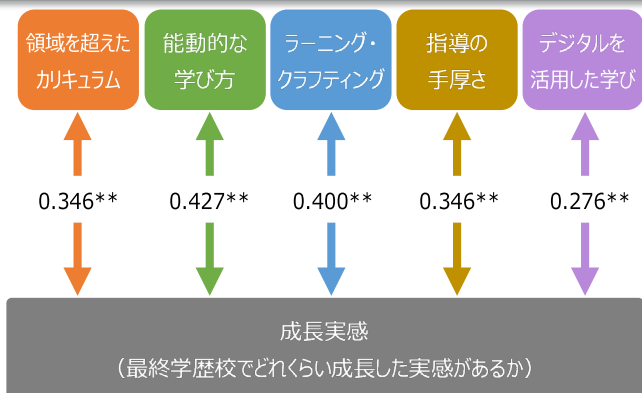 領域を超えた
カリキュラム
能動的な
学び方
ラーニング・
クラフティング
指導の
手厚さ
デジタルを
活用した学び
0.346**
0.427**
0.400**
0.346**
0.276**
成長実感
（最終学歴校でどれくらい成長した実感があるか）